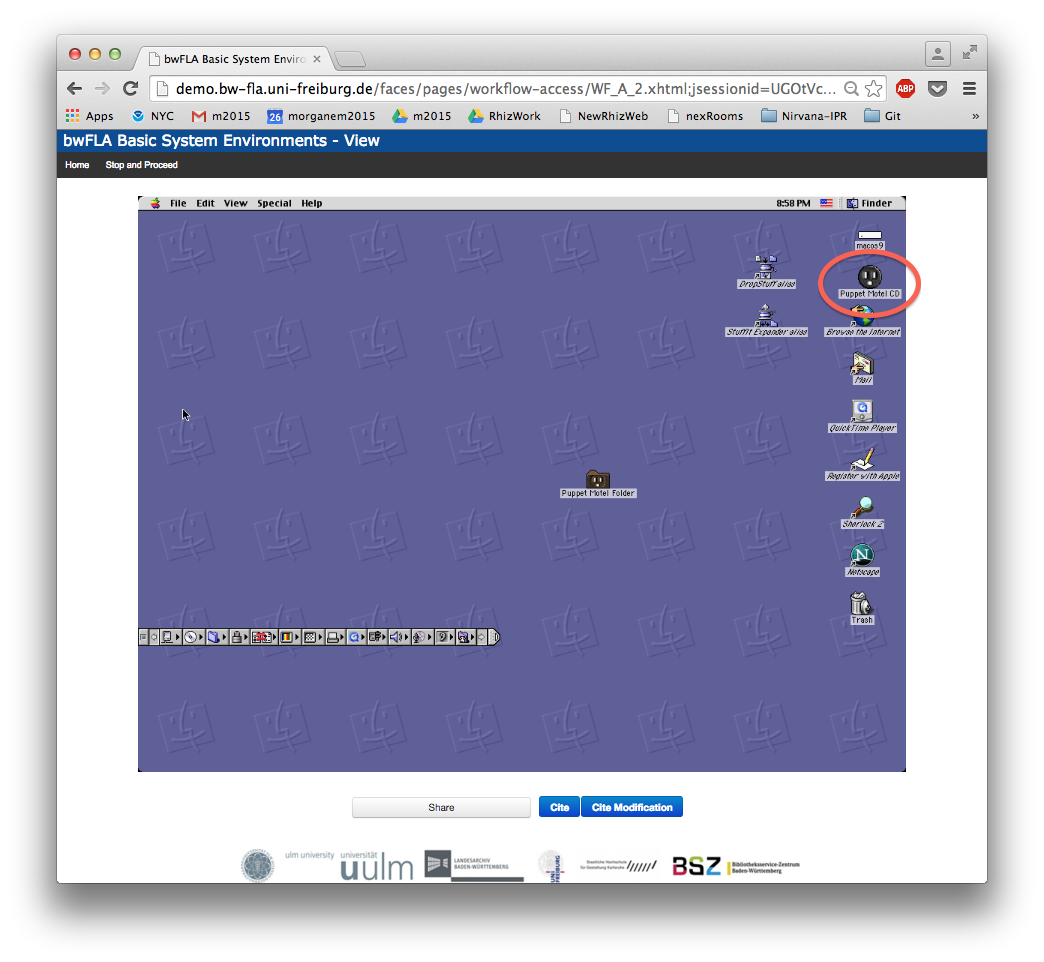 bwFLA Basic System Enviro
demo.bw-fla.uni-freiburg.de/faces/pages/workflow-access/WF_A_2.xhtml;jsessionid=UGOtVc...
ABP
Apps NYC m2015 26 morganem2015 m2015 RhizWork NewRhizWeb nexRooms Nirvana-IPR Git »
bwFLA Basic System Environments - View
Home Stop and Proceed
File Edit View Special Help 8:58 PM Finder
macos9
DropStuff alias
Puppet Motel CD
StuffIt Expander alias
Browse the Internet
Mail
QuickTime Player
Register with Apple
Puppet Motel Folder
Sherlock 2
Netscape
Trash
Share Cite Cite Modification
ulm university universität
uulm
LANDESARCHIV
BADEN-WÜRTTEMBERG
UNI
FREIBURG
Staatliche Hochschule
für Gestaltung Karlsruhe
BSZ
Bibliotheksservice-Zentrum
Baden-Württemberg